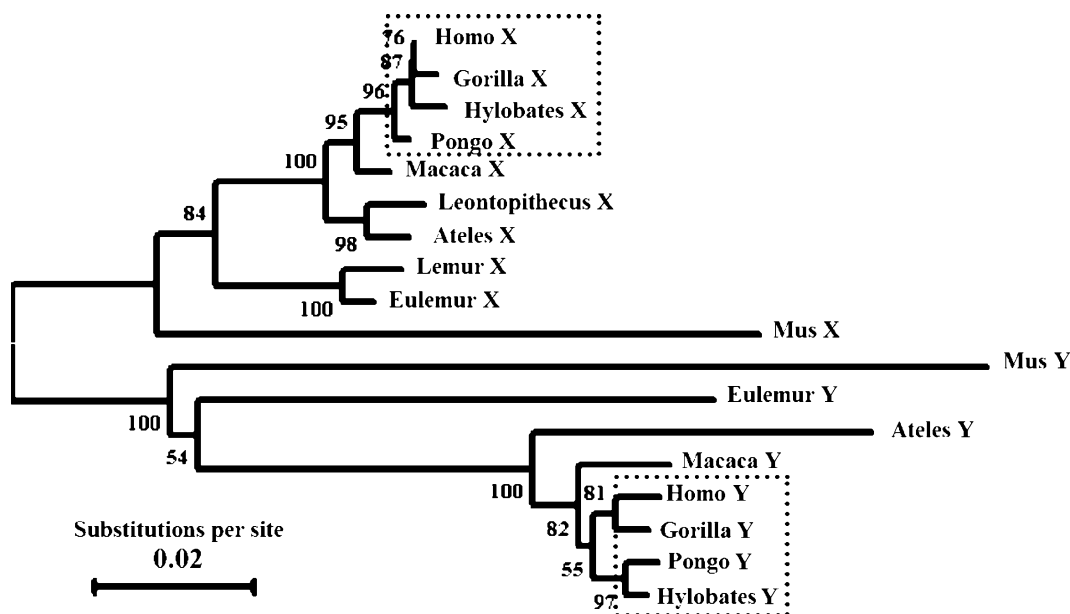 76
Homo X
87
Gorilla X
96
Hylobates X
95
Pongo X
100
Macaca X
Leontopithecus X
84
Ateles X
98
Lemur X
Eulemur X
100
Mus X
Mus Y
Eulemur Y
100
Ateles Y
54
Macaca Y
100
81
Homo Y
82
Gorilla Y
Substitutions per site
0.02
Pongo Y
55
Hylobates Y
97